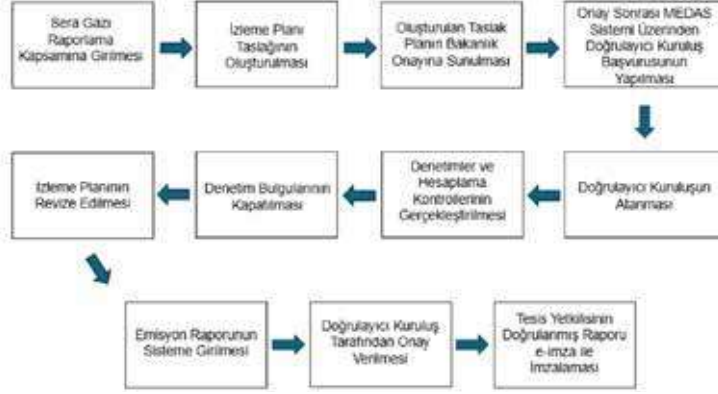 Sera Gazı
Raporlama
Kapsamına Girilmesi
İzleme Planı
Taslağının
Oluşturulması
Oluşturulan Taslak
Planın Bakanlık
Onayına Sunulması
Onay Sonrası MEDAS
Sistemi Üzerinden
Doğrulayıcı Kuruluş
Başvurusunun
Yapılması
Doğrulayıcı Kuruluşun
Atanması
Denetimler ve
Hesaplama
Kontrollerinin
Gerçekleştirilmesi
Denetim Bulgularının
Kapatılması
İzleme Planının
Revize Edilmesi
Emisyon Raporunun
Sisteme Girilmesi
Doğrulayıcı Kuruluş
Tarafından Onay
Verilmesi
Tesis Yetkilisinin
Doğrulanmış Raporu
e-imza ile
İmzalaması